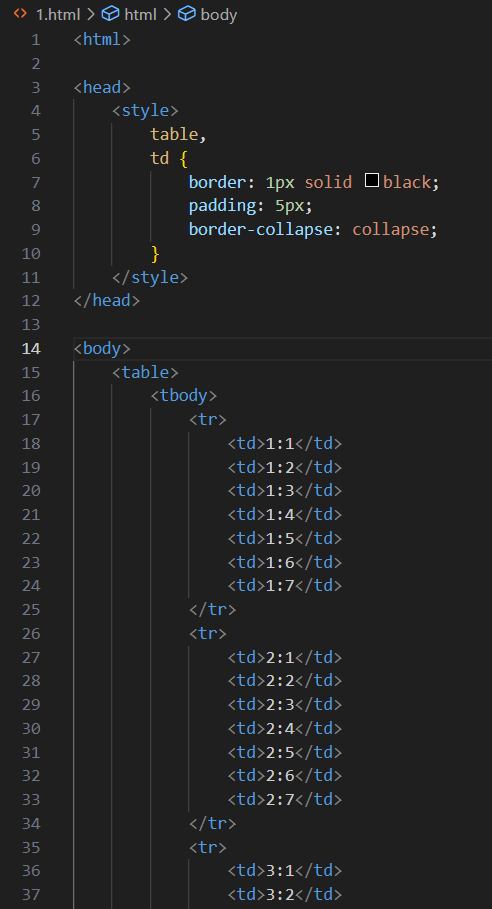 <> 1.html > html > body
1 <html>
2
3 <head>
4     <style>
5         table,
6         td {
7             border: 1px solid black;
8             padding: 5px;
9             border-collapse: collapse;
10         }
11     </style>
12 </head>
13
14 <body>
15     <table>
16         <tbody>
17             <tr>
18                 <td>1:1</td>
19                 <td>1:2</td>
20                 <td>1:3</td>
21                 <td>1:4</td>
22                 <td>1:5</td>
23                 <td>1:6</td>
24                 <td>1:7</td>
25             </tr>
26             <tr>
27                 <td>2:1</td>
28                 <td>2:2</td>
29                 <td>2:3</td>
30                 <td>2:4</td>
31                 <td>2:5</td>
32                 <td>2:6</td>
33                 <td>2:7</td>
34             </tr>
35             <tr>
36                 <td>3:1</td>
37                 <td>3:2</td>